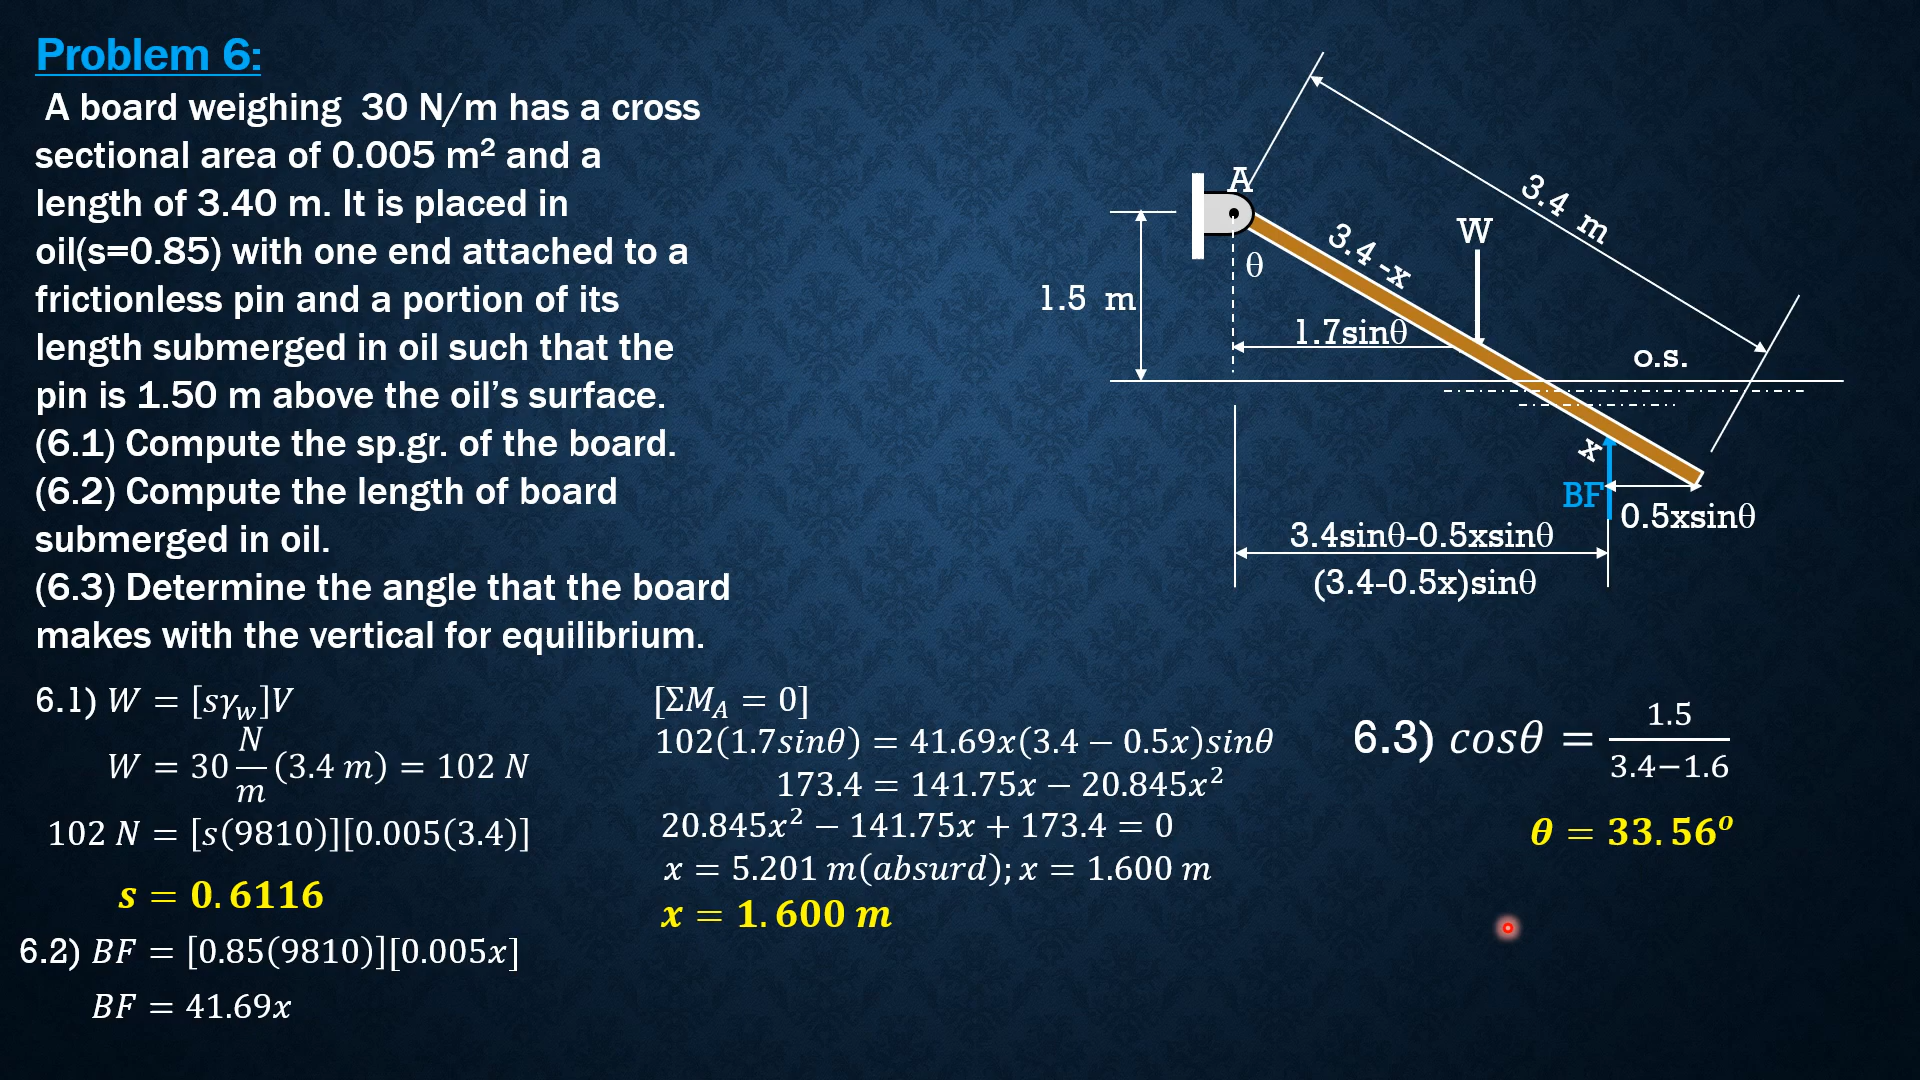 Problem 6:
A board weighing 30 N/m has a cross
sectional area of 0.005 m² and a
length of 3.40 m. It is placed in
oil(s=0.85) with one end attached to a
frictionless pin and a portion of its
length submerged in oil such that the
pin is 1.50 m above the oil’s surface.
(6.1) Compute the sp.gr. of the board.
(6.2) Compute the length of board
submerged in oil.
(6.3) Determine the angle that the board
makes with the vertical for equilibrium.
A
θ
1.5 m
3.4 -x
W
3.4 m
1.7sinθ
o.s.
x
BF
0.5xsinθ
3.4sinθ-0.5xsinθ
(3.4-0.5x)sinθ
6.1) W = [sγ_w]V
W = 30 N/m (3.4 m) = 102 N
102 N = [s(9810)][0.005(3.4)]
s = 0.6116
6.2) BF = [0.85(9810)][0.005x]
BF = 41.69x
[ΣM_A = 0]
102(1.7sinθ) = 41.69x(3.4 − 0.5x)sinθ
173.4 = 141.75x − 20.845x²
20.845x² − 141.75x + 173.4 = 0
x = 5.201 m(absurd); x = 1.600 m
x = 1.600 m
6.3) cosθ = 1.5/(3.4−1.6)
θ = 33.56°